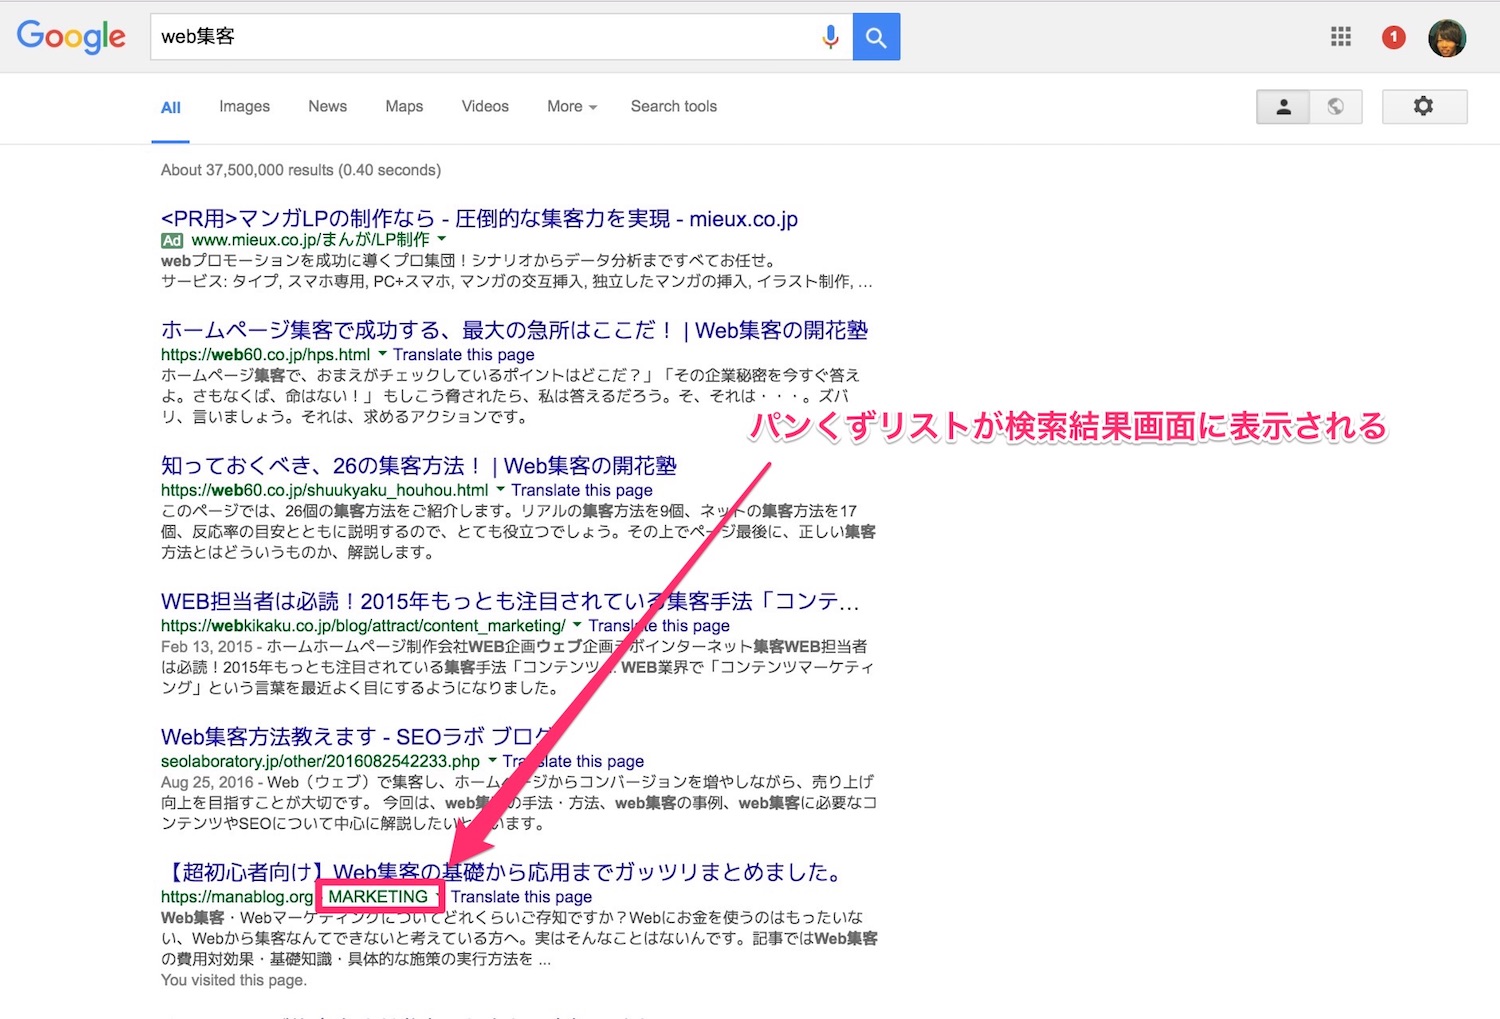 Google
web集客
1
All Images News Maps Videos More Search tools
About 37,500,000 results (0.40 seconds)
<PR用>マンガLPの制作なら - 圧倒的な集客力を実現 - mieux.co.jp
Ad www.mieux.co.jp/まんが/LP制作
webプロモーションを成功に導くプロ集団！シナリオからデータ分析まですべてお任せ。
サービス: タイプ, スマホ専用, PC+スマホ, マンガの交互挿入, 独立したマンガの挿入, イラスト制作, ...
ホームページ集客で成功する、最大の急所はここだ！ | Web集客の開花塾
https://web60.co.jp/hps.html Translate this page
ホームページ集客で、おまえがチェックしているポイントはどこだ？」「その企業秘密を今すぐ答え
よ。さもなくば、命はない！」 もしこう脅されたら、私は答えるだろう。そ、それは・・・。ズバ
リ、言いましょう。それは、求めるアクションです。
パンくずリストが検索結果画面に表示される
知っておくべき、26の集客方法！ | Web集客の開花塾
https://web60.co.jp/shuukyaku_houhou.html Translate this page
このページでは、26個の集客方法をご紹介します。リアルの集客方法を9個、ネットの集客方法を17
個、反応率の目安とともに説明するので、とても役立つでしょう。その上でページ最後に、正しい集客
方法とはどういうものか、解説します。
WEB担当者は必読！2015年もっとも注目されている集客手法「コンテ...
https://webkikaku.co.jp/blog/attract/content_marketing/ Translate this page
Feb 13, 2015 - ホームホームページ制作会社WEB企画ウェブ企画ラボインターネット集客WEB担当者
は必読！2015年もっとも注目されている集客手法「コンテンツ ... WEB業界で「コンテンツマーケティ
ング」という言葉を最近よく目にするようになりました。
Web集客方法教えます - SEOラボ ブログ
seolaboratory.jp/other/2016082542233.php Translate this page
Aug 25, 2016 - Web（ウェブ）で集客し、ホームページからコンバージョンを増やしながら、売り上げ
向上を目指すことが大切です。 今回は、web集客の手法・方法、web集客の事例、web集客に必要なコ
ンテンツやSEOについて中心に解説したいと思います。
【超初心者向け】Web集客の基礎から応用までガッツリまとめました。
https://manablog.org MARKETING Translate this page
Web集客・Webマーケティングについてどれくらいご存知ですか？Webにお金を使うのはもったいな
い、Webから集客なんてできないと考えている方へ。実はそんなことはないんです。記事ではWeb集客
の費用対効果・基礎知識・具体的な施策の実行方法を ...
You visited this page.